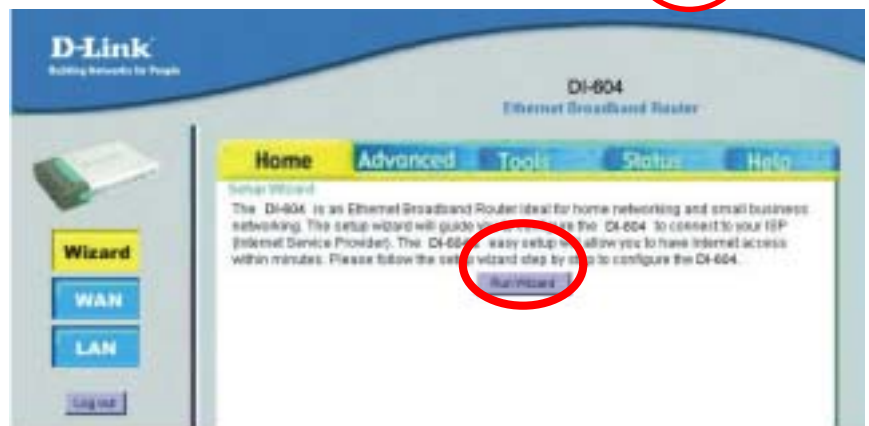 D-Link
Building Networks for People
DI-604
Ethernet Broadband Router
Home Advanced Tools Status Help
Setup Wizard
The DI-604 is an Ethernet Broadband Router ideal for home networking and small business
networking. The setup wizard will guide you to configure the DI-604 to connect to your ISP
(Internet Service Provider). The DI-604's easy setup will allow you to have Internet access
within minutes. Please follow the setup wizard step by step to configure the DI-604.
Run Wizard
Wizard
WAN
LAN
Log out